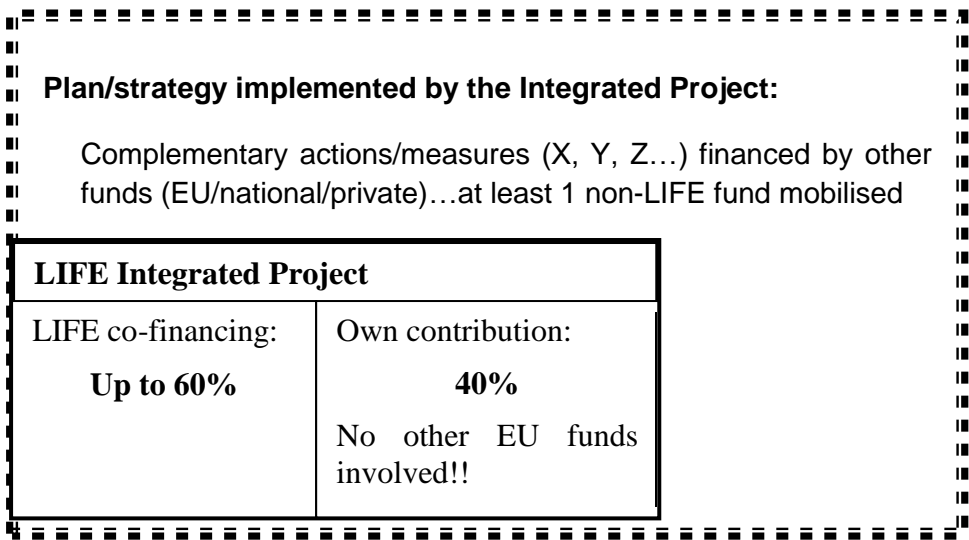 Plan/strategy implemented by the Integrated Project:
Complementary actions/measures (X, Y, Z…) financed by other
funds (EU/national/private)…at least 1 non-LIFE fund mobilised
LIFE Integrated Project
LIFE co-financing:
Up to 60%
Own contribution:
40%
No other EU funds
involved!!